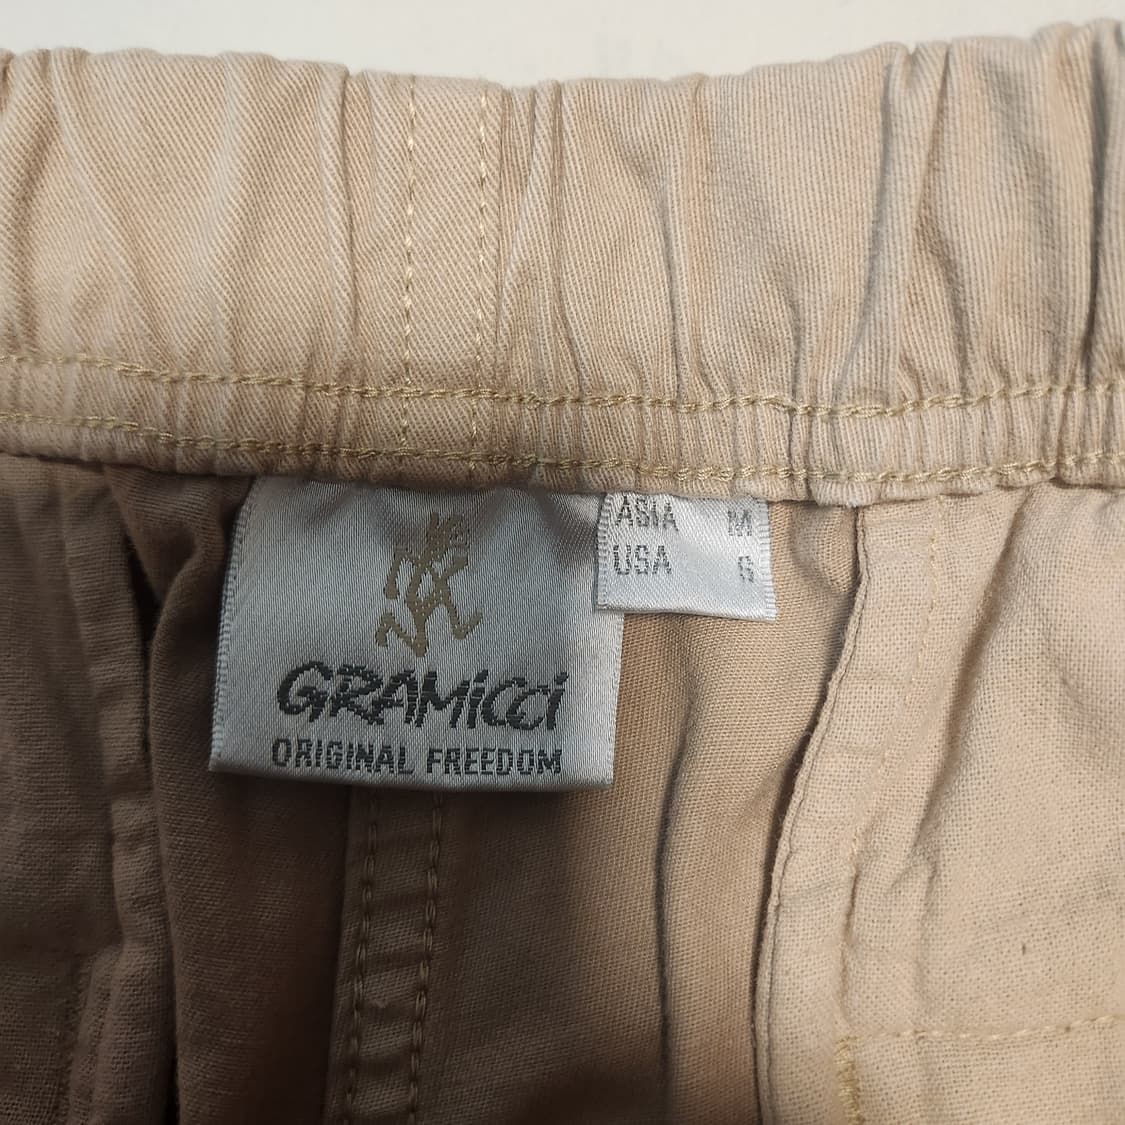 GRAMiCCi
ORIGINAL FREEDOM
ASIA M
USA S